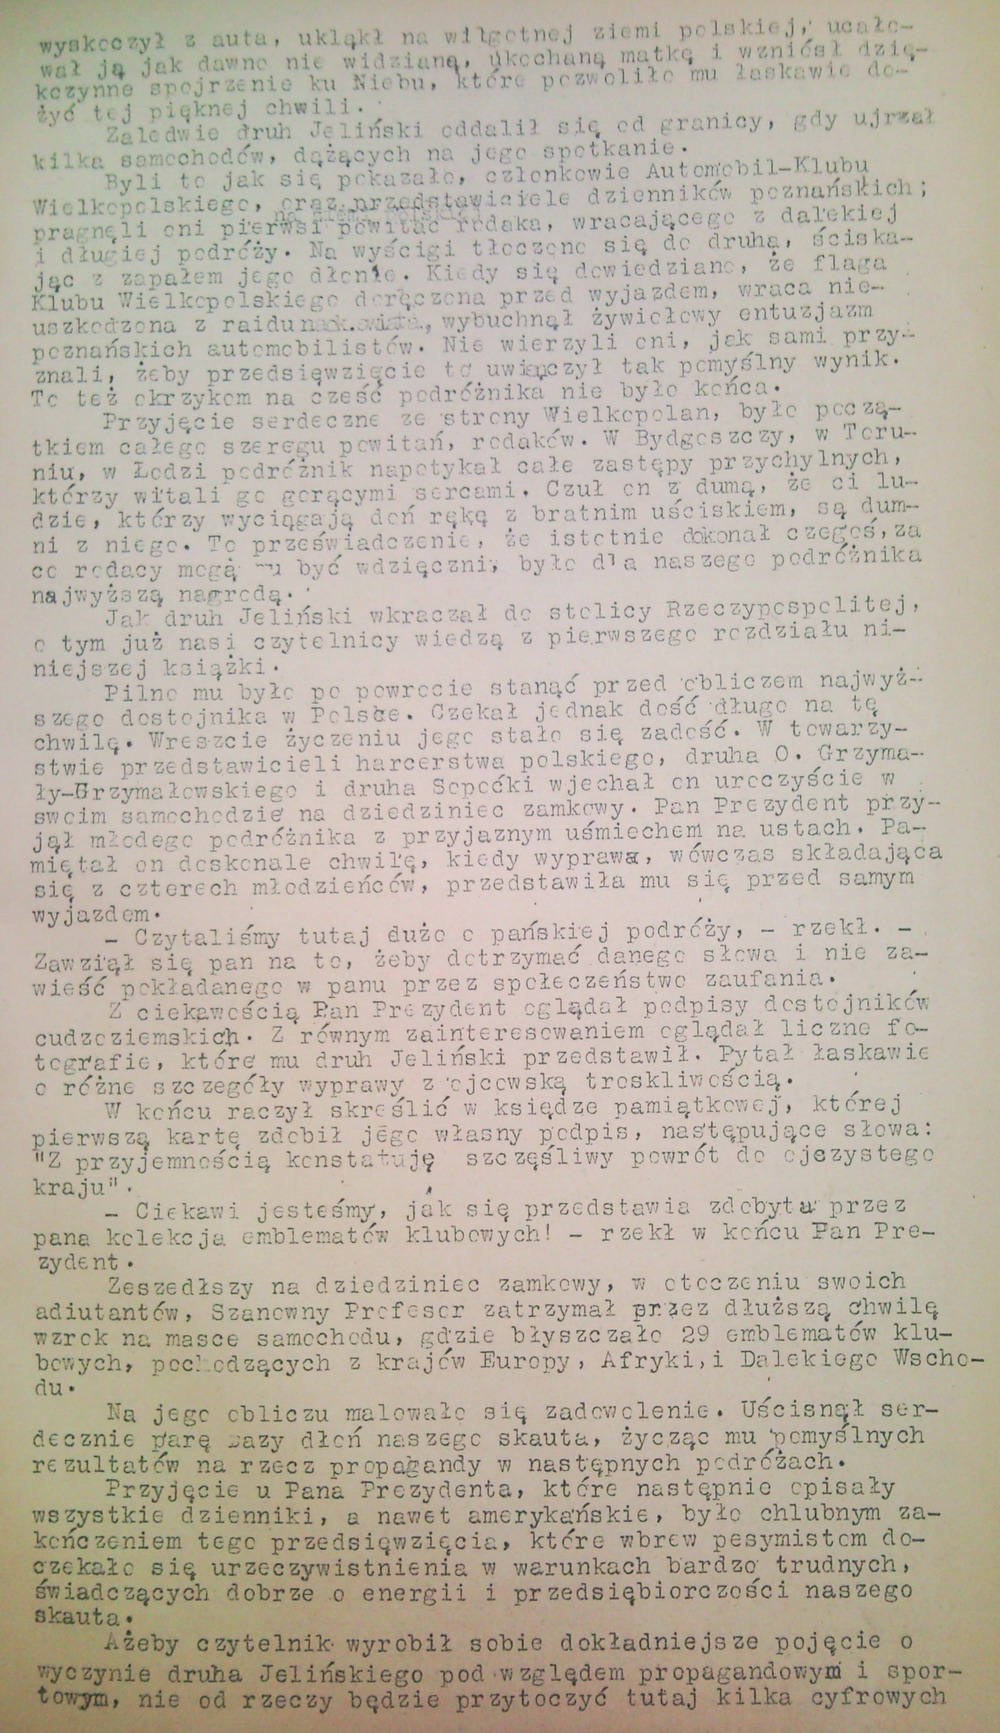 wyskoczył z auta, ukląkł na wilgotnej ziemi polskiej, ucało-
wał ją jak dawno nie widzianą, ukochaną matkę i wzniósł dzię-
kczynne spojrzenie ku Niebu, które pozwoliło mu łaskawie do-
żyć tej pięknej chwili.
Zaledwie druh Jeliński oddalił się od granicy, gdy ujrzał
kilka samochodów, dążących na jego spotkanie.
Byli to jak się pokazało, członkowie Automobil-Klubu
Wielkopolskiego, oraz przedstawiciele dzienników poznańskich;
na ziemi polskiej
pragnęli oni pierwsi powitać rodaka, wracającego z dalekiej
i długiej podróży. Na wyścigi tłoczono się do druha, ściska-
jąc z zapałem jego dłonie. Kiedy się dowiedziano, że flaga
Klubu Wielkopolskiego doręczona przed wyjazdem, wraca nie-
uszkodzona z raidu, wybuchnął żywiołowy entuzjazm
poznańskich automobilistów. Nie wierzyli oni, jak sami przy-
znali, żeby przedsięwzięcie to uwieńczył tak pomyślny wynik.
To też okrzykom na cześć podróżnika nie było końca.
Przyjęcie serdeczne ze strony Wielkopolan, było począ-
tkiem całego szeregu powitań, rodaków. W Bydgoszczy, w Toru-
niu, w Łodzi podróżnik napotykał całe zastępy przychylnych,
którzy witali go gorącymi sercami. Czuł on z dumą, że ci lu-
dzie, którzy wyciągają doń rękę z bratnim uściskiem, są dum-
ni z niego. To przeświadczenie, że istotnie dokonał czegoś, za
co rodacy mogą mu być wdzięczni, było dla naszego podróżnika
najwyższą nagrodą.
Jak druh Jeliński wkraczał do stolicy Rzeczypospolitej,
o tym już nasi czytelnicy wiedzą z pierwszego rozdziału ni-
niejszej książki.
Pilno mu było po powrocie stanąć przed obliczem najwyż-
szego dostojnika w Polsce. Czekał jednak dość długo na tę
chwilę. Wreszcie życzeniu jego stało się zadość. W towarzy-
stwie przedstawicieli harcerstwa polskiego, druha O. Grzyma-
ły-Grzymałowskiego i druha Sopoćki wjechał on uroczyście w
swoim samochodzie na dziedziniec zamkowy. Pan Prezydent przy-
jął młodego podróżnika z przyjaznym uśmiechem na ustach. Pa-
miętał on doskonale chwilę, kiedy wyprawa, wówczas składająca
się z czterech młodzieńców, przedstawiła mu się przed samym
wyjazdem.
- Czytaliśmy tutaj dużo o pańskiej podróży, - rzekł. -
Zawziął się pan na to, żeby dotrzymać danego słowa i nie za-
wieść pokładanego w panu przez społeczeństwo zaufania.
Z ciekawością Pan Prezydent oglądał podpisy dostojników
cudzoziemskich. Z równym zainteresowaniem oglądał liczne fo-
tografie, które mu druh Jeliński przedstawił. Pytał łaskawie
o różne szczegóły wyprawy z ojcowską troskliwością.
W końcu raczył skreślić w księdze pamiątkowej, której
pierwszą kartę zdobił jego własny podpis, następujące słowa:
"Z przyjemnością konstatuję szczęśliwy powrót do ojczystego
kraju".
- Ciekawi jesteśmy, jak się przedstawia zdobyta przez
pana kolekcja emblematów klubowych! - rzekł w końcu Pan Pre-
zydent.
Zeszedłszy na dziedziniec zamkowy, w otoczeniu swoich
adiutantów, Szanowny Profesor zatrzymał przez dłuższą chwilę
wzrok na masce samochodu, gdzie błyszczało 29 emblematów klu-
bowych, pochodzących z krajów Europy, Afryki, i Dalekiego Wscho-
du.
Na jego obliczu malowało się zadowolenie. Uścisnął ser-
decznie parę razy dłoń naszego skauta, życząc mu pomyślnych
rezultatów na rzecz propagandy w następnych podróżach.
Przyjęcie u Pana Prezydenta, które następnie opisały
wszystkie dzienniki, a nawet amerykańskie, było chlubnym za-
kończeniem tego przedsięwzięcia, które wbrew pesymistom do-
czekało się urzeczywistnienia w warunkach bardzo trudnych,
świadczących dobrze o energii i przedsiębiorczości naszego
skauta.
Ażeby czytelnik wyrobił sobie dokładniejsze pojęcie o
wyczynie druha Jelińskiego pod względem propagandowym i spor-
towym, nie od rzeczy będzie przytoczyć tutaj kilka cyfrowych